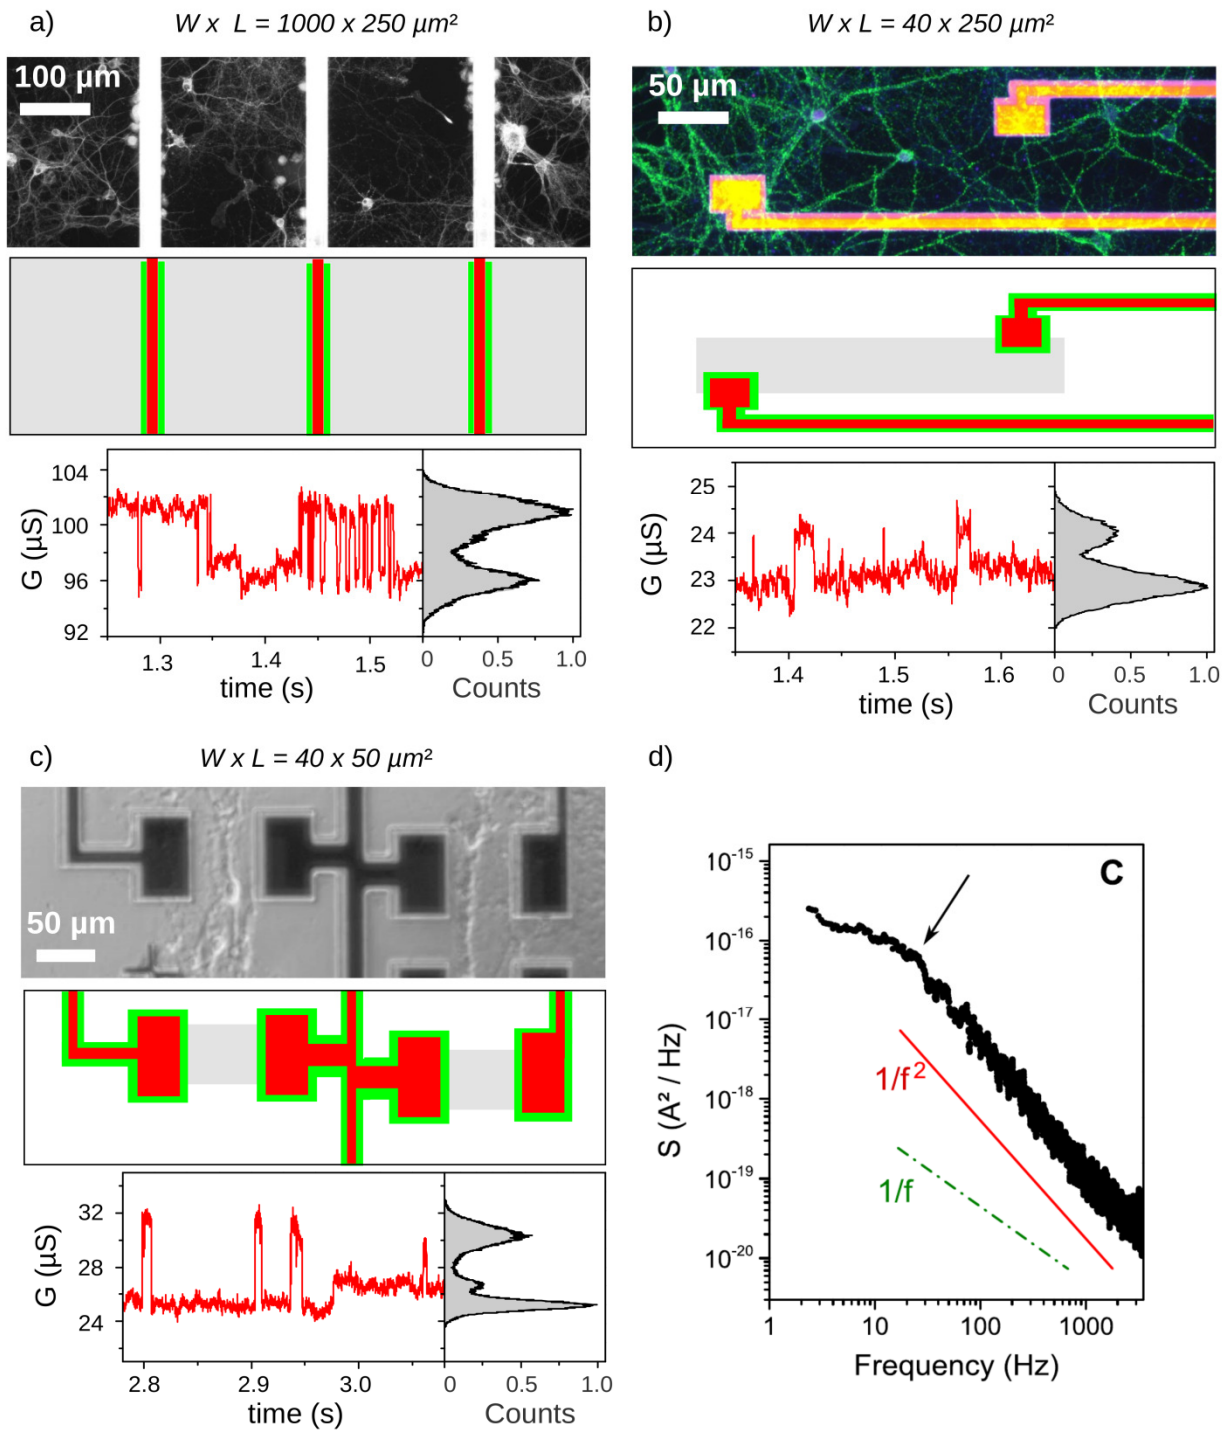 a)
W x L = 1000 x 250 µm²
100 µm
G (µS)
104
100
96
92
1.3
1.4
1.5
time (s)
0
0.5
1.0
Counts
b)
W x L = 40 x 250 µm²
50 µm
G (µS)
25
24
23
22
1.4
1.5
1.6
time (s)
0
0.5
1.0
Counts
c)
W x L = 40 x 50 µm²
50 µm
G (µS)
32
28
24
2.8
2.9
3.0
time (s)
0
0.5
1.0
Counts
d)
C
S (A² / Hz)
10⁻¹⁵
10⁻¹⁶
10⁻¹⁷
10⁻¹⁸
10⁻¹⁹
10⁻²⁰
1/f²
1/f
1
10
100
1000
Frequency (Hz)